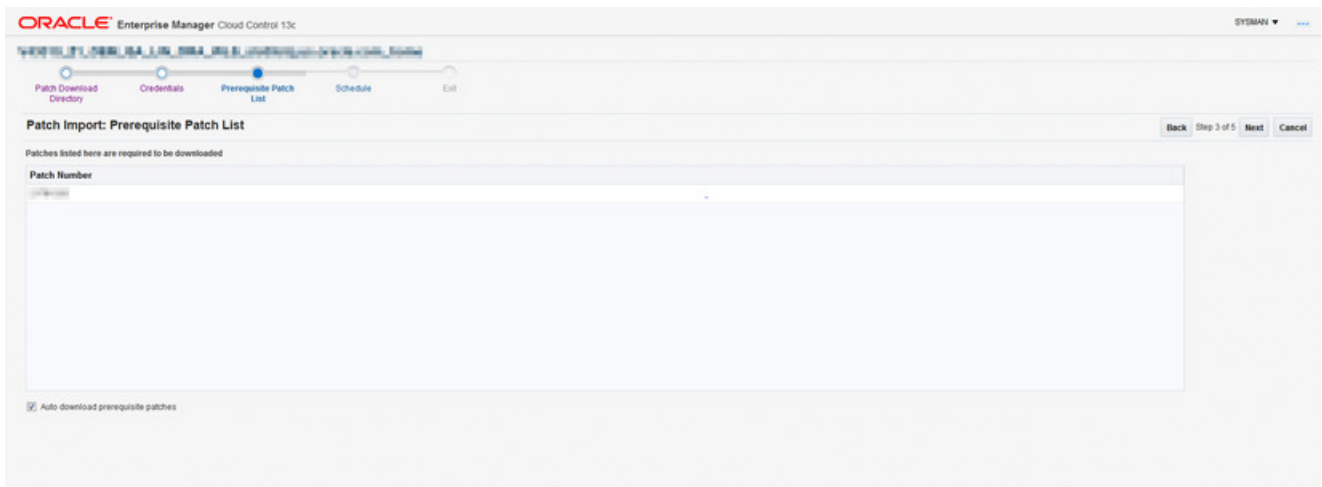 ORACLE Enterprise Manager Cloud Control 13c
SYSMAN
Patch Download Directory
Credentials
Prerequisite Patch List
Schedule
Exit
Patch Import: Prerequisite Patch List
Back Step 3 of 5 Next Cancel
Patches listed here are required to be downloaded
Patch Number
Auto download prerequisite patches